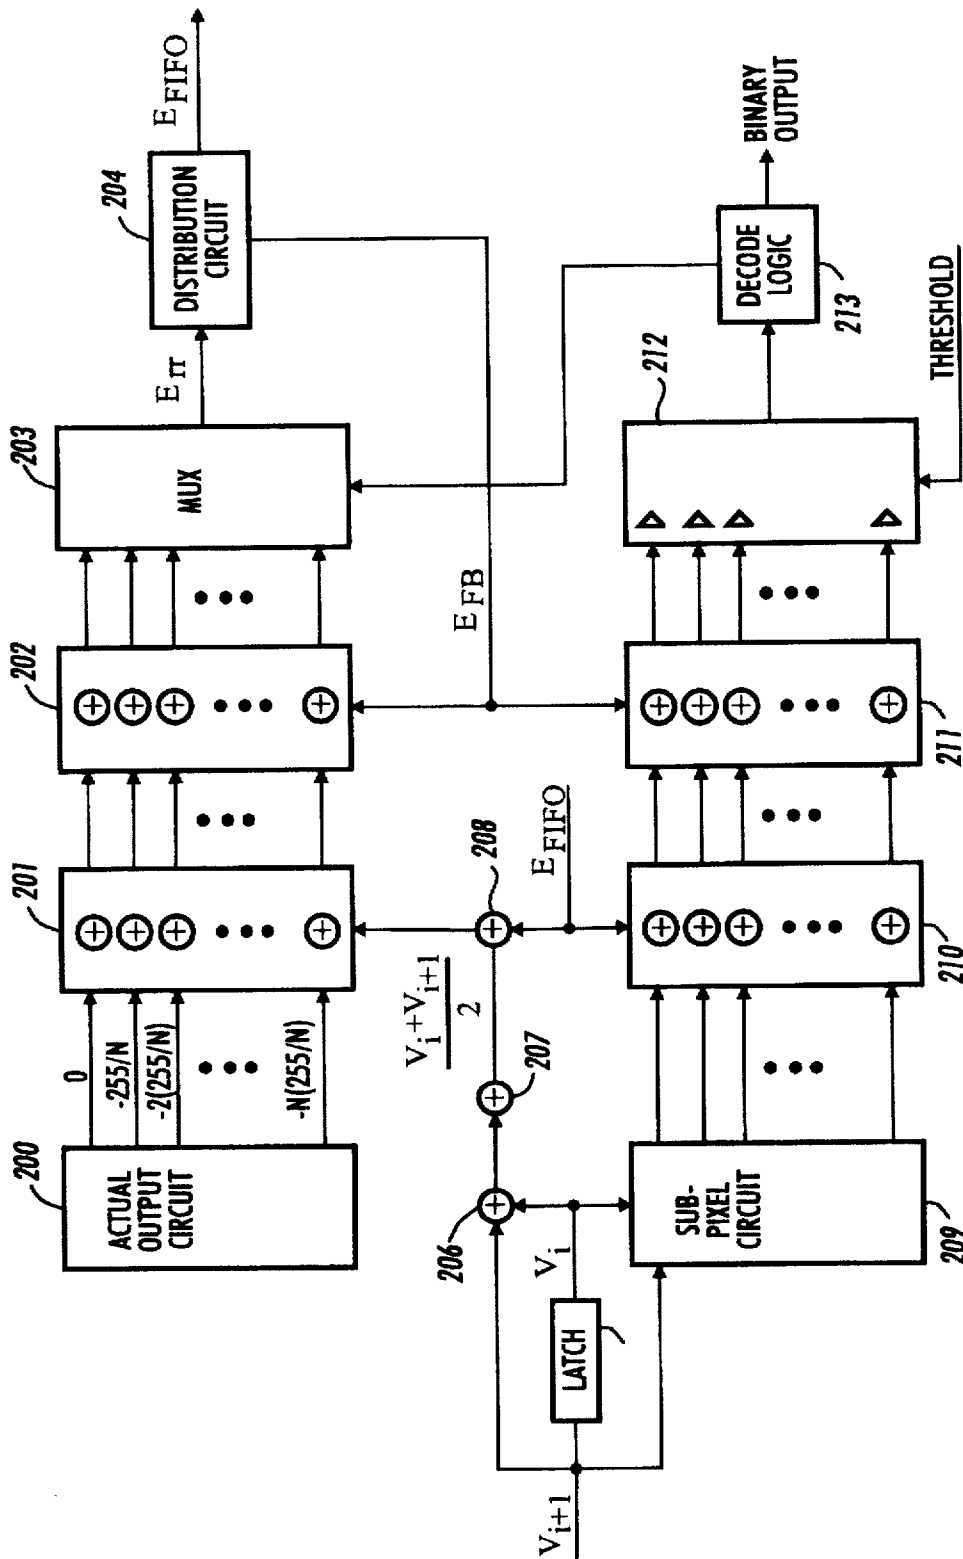 200
ACTUAL
OUTPUT
CIRCUIT
0
-255/N
-2(255/N)
-N(255/N)
201
202
203
MUX
Err
204
DISTRIBUTION
CIRCUIT
EFIFO
Vi+1
LATCH
Vi
206
207
Vi+Vi+1
2
208
EFIFO
EFB
SUB-
PIXEL
CIRCUIT
209
210
211
212
THRESHOLD
DECODE
LOGIC
213
BINARY
OUTPUT